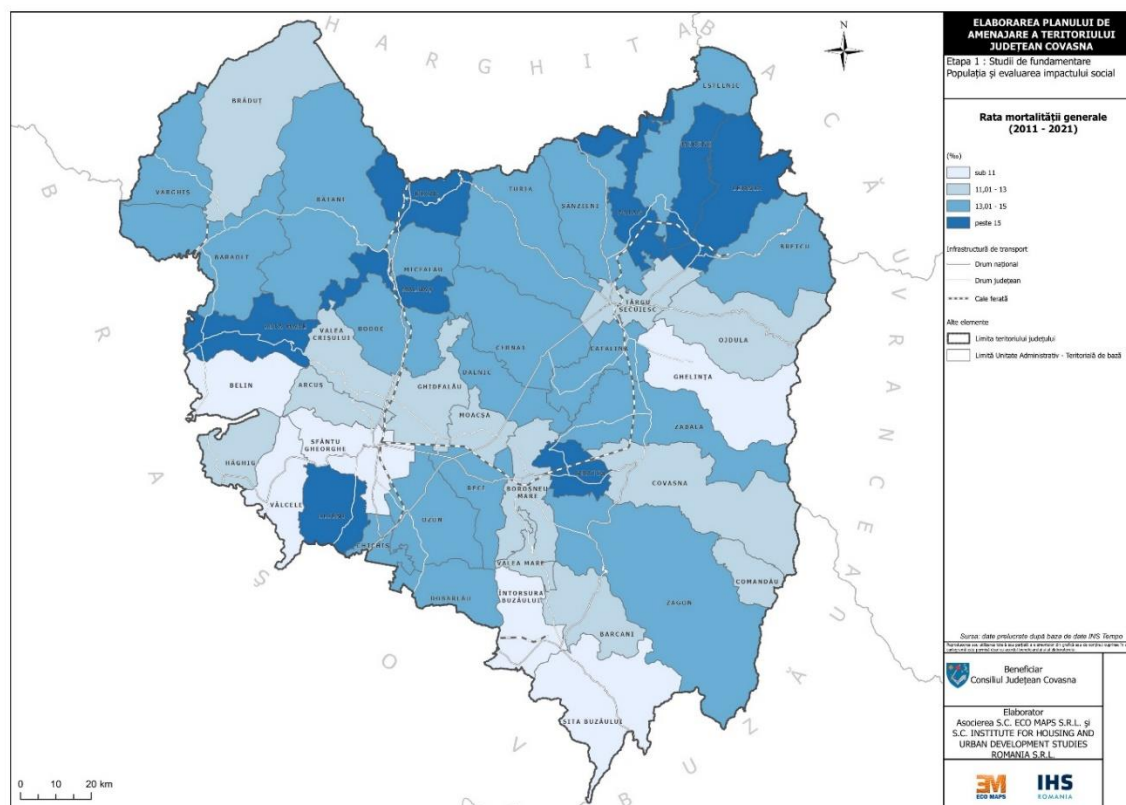 HARGHITA
BACĂU
VRANCEA
BUZĂU
BRAȘOV
N
BRĂDUȚ
ESTELNIC
VARGHIȘ
BĂȚANI
TURIA
SÂNZIENI
BRETCU
BARAOLT
MICFALĂU
TÂRGU
SECUIESC
VALEA
CRIȘULUI
BODOC
OJDULA
CERNAT
CATALINA
DALNIC
GHELINȚA
BELIN
ARCUȘ
GHIDFALĂU
MOACȘA
ZABALA
SFÂNTU
GHEORGHE
HĂGHIG
COVASNA
BOROȘNEU
MARE
RECI
VÂLCELE
UZUN
CHICHIȘ
VALEA MARE
COMANDĂU
DOBARLĂU
ÎNTORSURA
BUZĂULUI
ZAGON
BARCANI
SITA BUZĂULUI
0 10 20 km
ELABORAREA PLANULUI DE
AMENAJARE A TERITORIULUI
JUDEȚEAN COVASNA
Etapa 1 : Studii de fundamentare
Populația și evaluarea impactului social
Rata mortalității generale
(2011 - 2021)
(‰)
sub 11
11,01 - 13
13,01 - 15
peste 15
Infrastructură de transport
Drum național
Drum județean
Cale ferată
Alte elemente
Limita teritoriului județului
Limită Unitate Administrativ - Teritorială de bază
Sursa: date prelucrate după baza de date INS Tempo
Beneficiar
Consiliul Județean Covasna
Elaborator
Asocierea S.C. ECO MAPS S.R.L. și
S.C. INSTITUTE FOR HOUSING AND
URBAN DEVELOPMENT STUDIES
ROMANIA S.R.L.
EM
ECO MAPS
IHS
ROMANIA